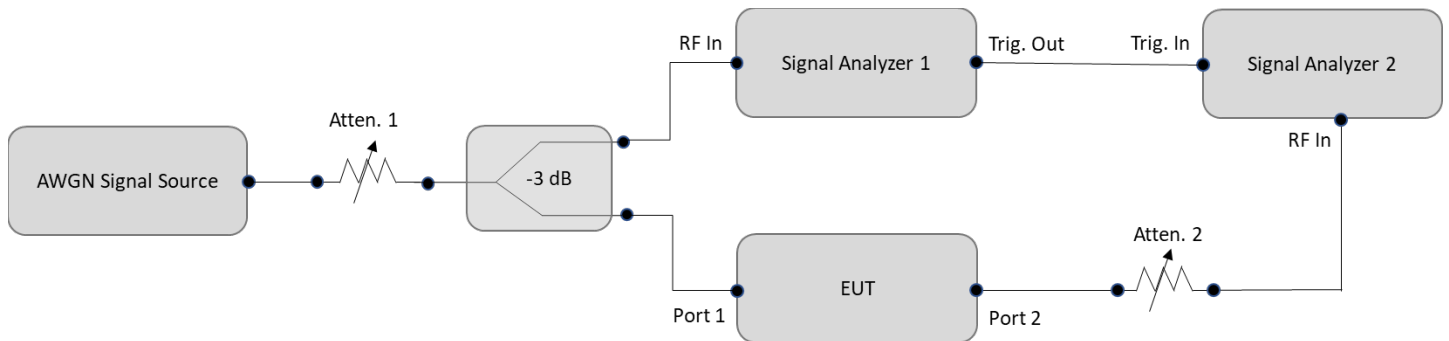 RF In
Signal Analyzer 1
Trig. Out
Trig. In
Signal Analyzer 2
RF In
Atten. 1
AWGN Signal Source
-3 dB
Atten. 2
EUT
Port 1
Port 2